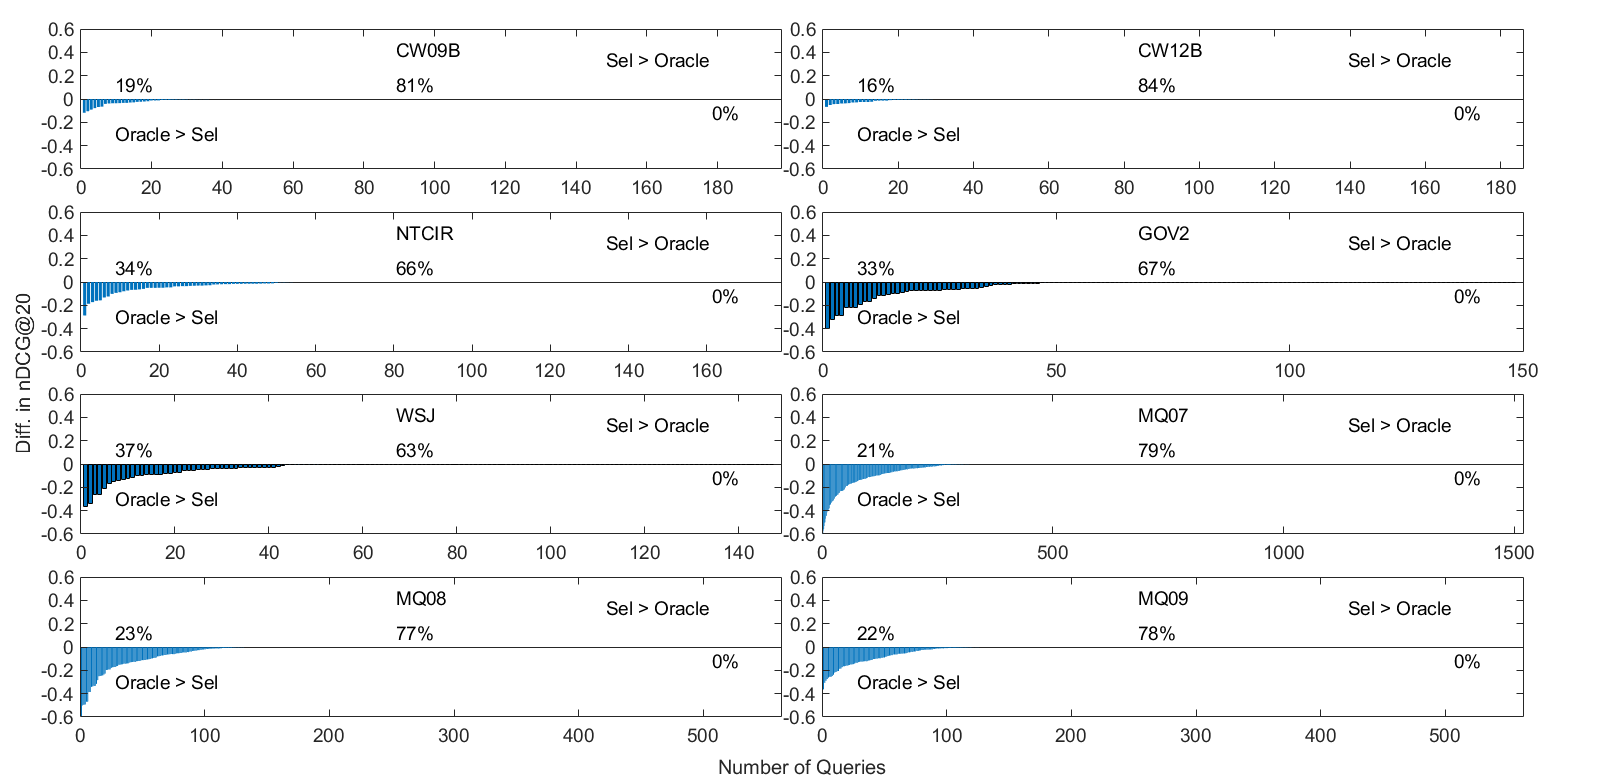 0.6 0.4 0.2 0 -0.2 -0.4 -0.6
CW09B
Sel > Oracle
19% 81%
0%
Oracle > Sel
0 20 40 60 80 100 120 140 160 180
0.6 0.4 0.2 0 -0.2 -0.4 -0.6
CW12B
Sel > Oracle
16% 84%
0%
Oracle > Sel
0 20 40 60 80 100 120 140 160 180
0.6 0.4 0.2 0 -0.2 -0.4 -0.6
NTCIR
Sel > Oracle
34% 66%
0%
Oracle > Sel
0 20 40 60 80 100 120 140 160
0.6 0.4 0.2 0 -0.2 -0.4 -0.6
GOV2
Sel > Oracle
33% 67%
0%
Oracle > Sel
0 50 100 150
Diff. in nDCG@20
0.6 0.4 0.2 0 -0.2 -0.4 -0.6
WSJ
Sel > Oracle
37% 63%
0%
Oracle > Sel
0 20 40 60 80 100 120 140
0.6 0.4 0.2 0 -0.2 -0.4 -0.6
MQ07
Sel > Oracle
21% 79%
0%
Oracle > Sel
0 500 1000 1500
0.6 0.4 0.2 0 -0.2 -0.4 -0.6
MQ08
Sel > Oracle
23% 77%
0%
Oracle > Sel
0 100 200 300 400 500
0.6 0.4 0.2 0 -0.2 -0.4 -0.6
MQ09
Sel > Oracle
22% 78%
0%
Oracle > Sel
0 100 200 300 400 500
Number of Queries